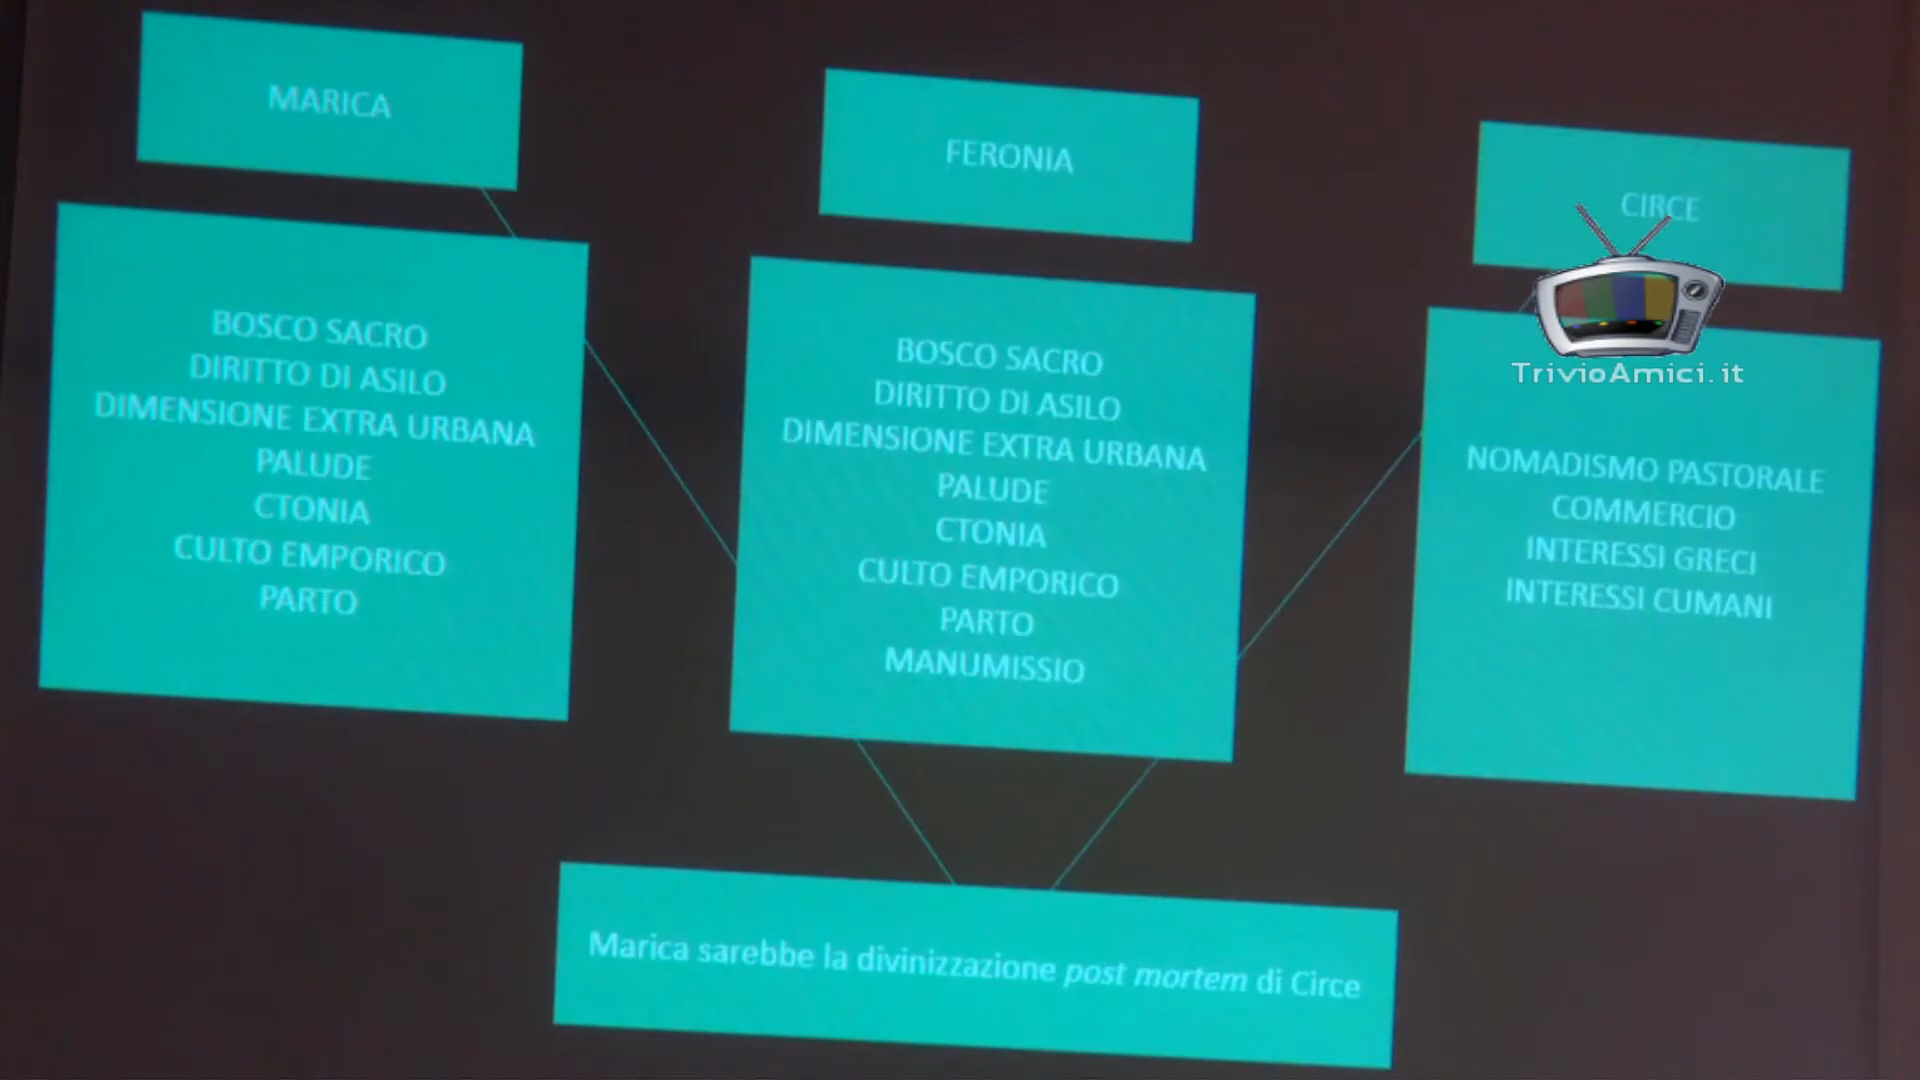 MARICA
BOSCO SACRO
DIRITTO DI ASILO
DIMENSIONE EXTRA URBANA
PALUDE
CTONIA
CULTO EMPORICO
PARTO
FERONIA
BOSCO SACRO
DIRITTO DI ASILO
DIMENSIONE EXTRA URBANA
PALUDE
CTONIA
CULTO EMPORICO
PARTO
MANUMISSIO
CIRCE
TrivioAmici.it
NOMADISMO PASTORALE
COMMERCIO
INTERESSI GRECI
INTERESSI CUMANI
Marica sarebbe la divinizzazione post mortem di Circe